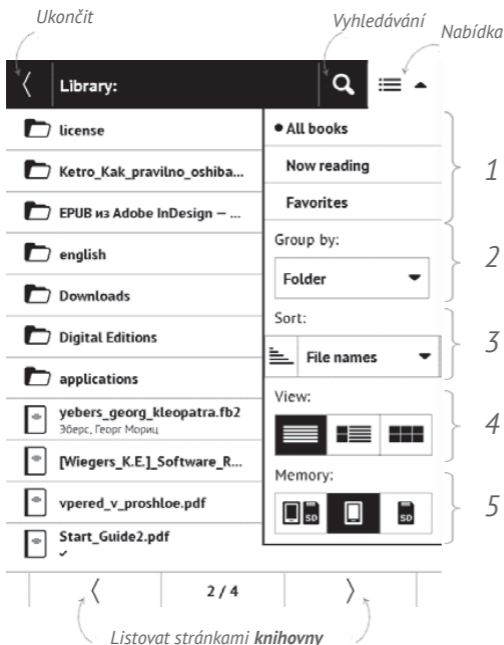 Ukončit
Vyhledávání
Nabídka
Library:
license
Ketro_Kak_pravilno_oshiba...
EPUB из Adobe InDesign — ...
english
Downloads
Digital Editions
applications
yebers_georg_kleopatra.fb2
Эберс, Георг Мориц
[Wiegers_K.E.]_Software_R...
vpered_v_proshloe.pdf
Start_Guide2.pdf
All books
Now reading
Favorites
1
Group by:
Folder
2
Sort:
File names
3
View:
4
Memory:
SD
SD
5
2 / 4
Listovat stránkami knihovny